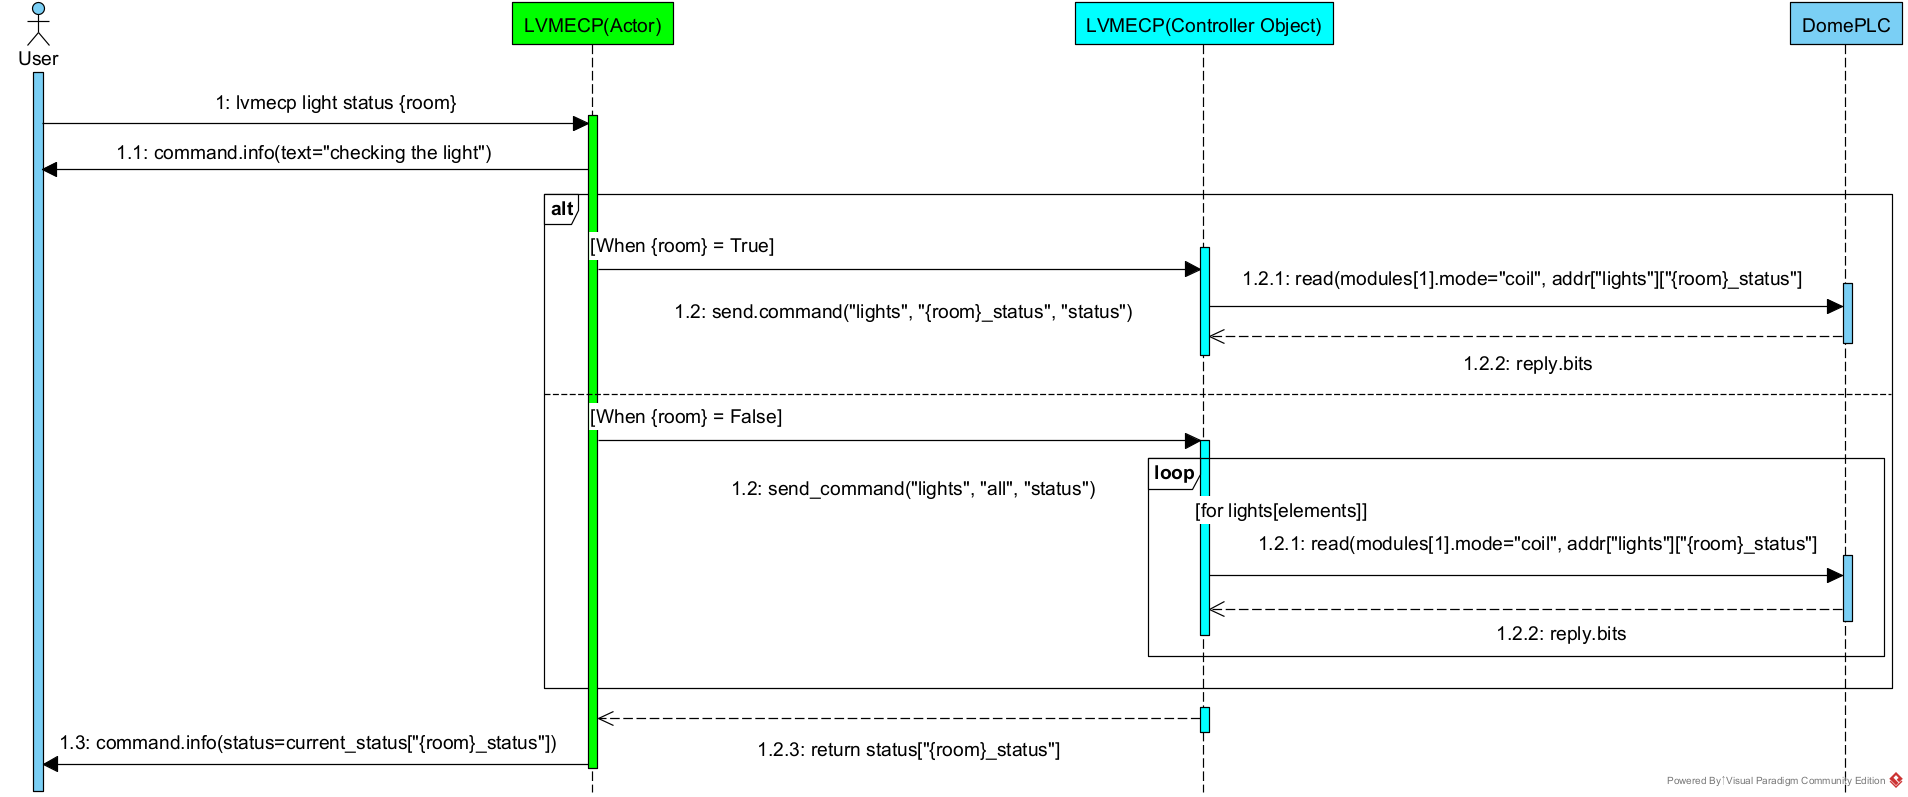 LVMECP(Actor)
LVMECP(Controller Object)
DomePLC
User
1: lvmecp light status {room}
1.1: command.info(text="checking the light")
alt
[When {room} = True]
1.2.1: read(modules[1].mode="coil", addr["lights"]["{room}_status"]
1.2: send.command("lights", "{room}_status", "status")
1.2.2: reply.bits
[When {room} = False]
loop
1.2: send_command("lights", "all", "status")
[for lights[elements]]
1.2.1: read(modules[1].mode="coil", addr["lights"]["{room}_status"]
1.2.2: reply.bits
1.3: command.info(status=current_status["{room}_status"])
1.2.3: return status["{room}_status"]
Powered By Visual Paradigm Community Edition